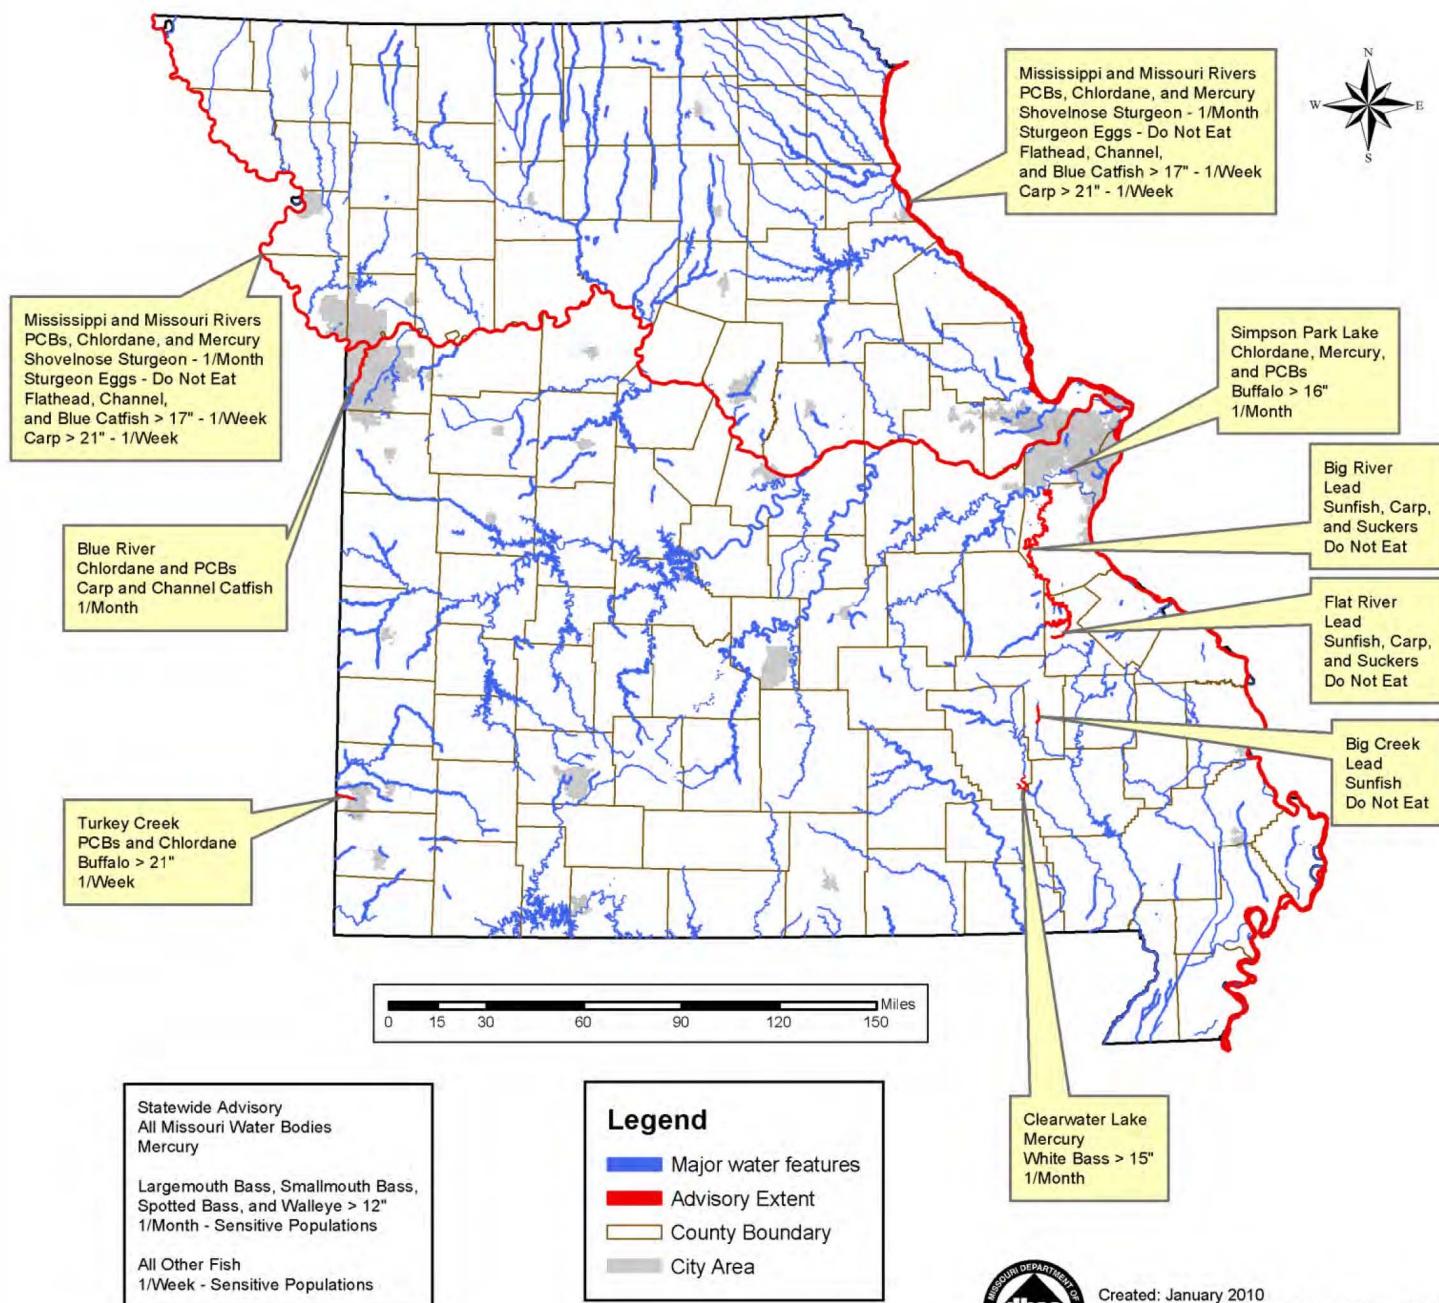 Mississippi and Missouri Rivers
PCBs, Chlordane, and Mercury
Shovelnose Sturgeon - 1/Month
Sturgeon Eggs - Do Not Eat
Flathead, Channel,
and Blue Catfish > 17" - 1/Week
Carp > 21" - 1/Week
N
W
E
S
Mississippi and Missouri Rivers
PCBs, Chlordane, and Mercury
Shovelnose Sturgeon - 1/Month
Sturgeon Eggs - Do Not Eat
Flathead, Channel,
and Blue Catfish > 17" - 1/Week
Carp > 21" - 1/Week
Simpson Park Lake
Chlordane, Mercury,
and PCBs
Buffalo > 16"
1/Month
Big River
Lead
Sunfish, Carp,
and Suckers
Do Not Eat
Blue River
Chlordane and PCBs
Carp and Channel Catfish
1/Month
Flat River
Lead
Sunfish, Carp,
and Suckers
Do Not Eat
Big Creek
Lead
Sunfish
Do Not Eat
Turkey Creek
PCBs and Chlordane
Buffalo > 21"
1/Week
Miles
0 15 30 60 90 120 150
Clearwater Lake
Mercury
White Bass > 15"
1/Month
Statewide Advisory
All Missouri Water Bodies
Mercury
Largemouth Bass, Smallmouth Bass,
Spotted Bass, and Walleye > 12"
1/Month - Sensitive Populations
All Other Fish
1/Week - Sensitive Populations
Legend
Major water features
Advisory Extent
County Boundary
City Area
MISSOURI DEPARTMENT OF
Created: January 2010